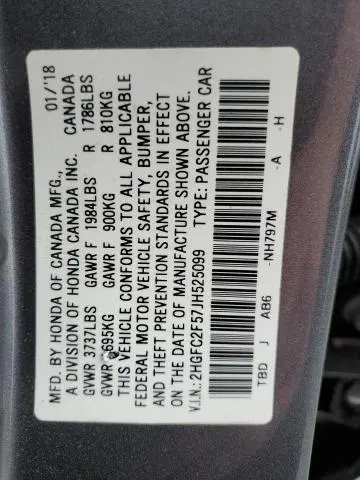 MFD. BY HONDA OF CANADA MFG., 01/'18
A DIVISION OF HONDA CANADA INC. CANADA
GVWR 3737LBS GAWR F 1984LBS R 1786LBS
GVWR 1695KG GAWR F 900KG R 810KG
THIS VEHICLE CONFORMS TO ALL APPLICABLE
FEDERAL MOTOR VEHICLE SAFETY, BUMPER,
AND THEFT PREVENTION STANDARDS IN EFFECT
ON THE DATE OF MANUFACTURE SHOWN ABOVE.
V.I.N.: 2HGFC2F57JH525099 TYPE: PASSENGER CAR
TBD J AB6 -NH797M -A -H